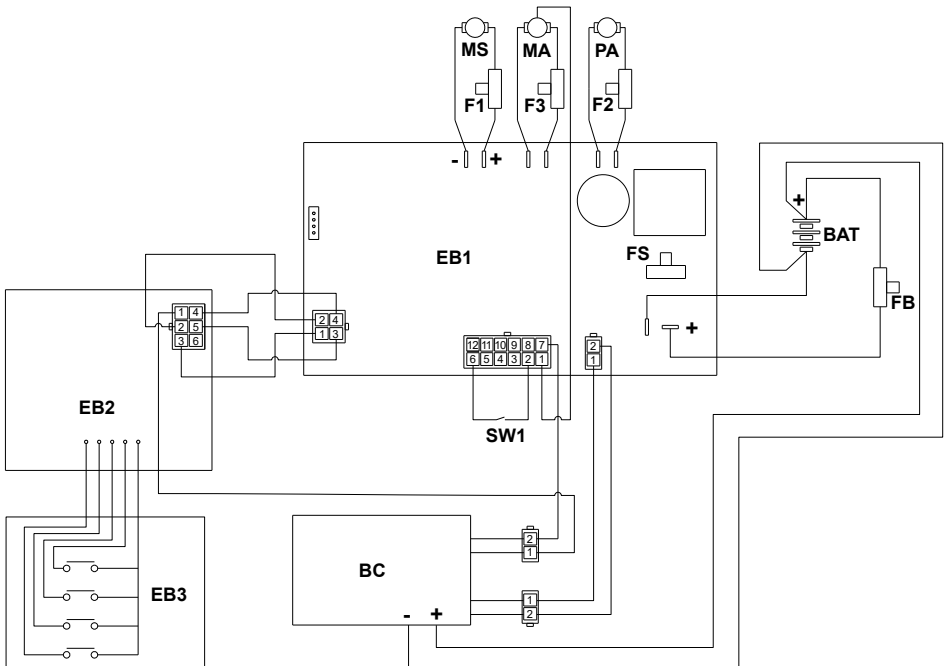 MS MA PA
F1 F3 F2
- + 
EB1 FS
+ BAT
FB
+
1 4
2 5
3 6
2 4
1 3
12 11 10 9 8 7
6 5 4 3 2 1
2
1
EB2
SW1
2
1
BC
EB3
1
2
- +